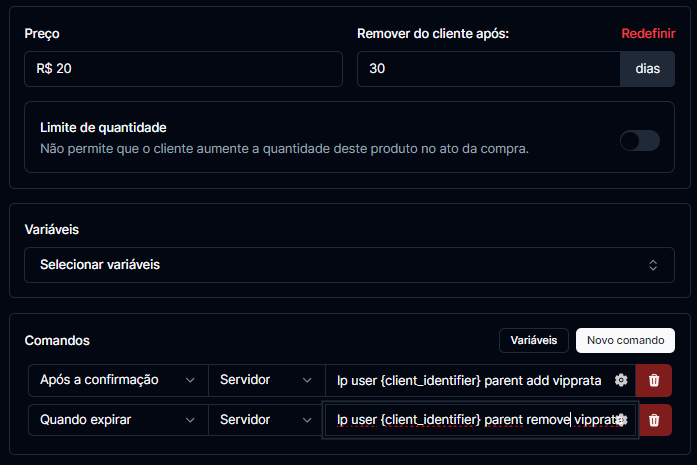 Preço Remover do cliente após: Redefinir
R$ 20 30 dias
Limite de quantidade
Não permite que o cliente aumente a quantidade deste produto no ato da compra.
Variáveis
Selecionar variáveis
Comandos Variáveis Novo comando
Após a confirmação Servidor lp user {client_identifier} parent add vipprata
Quando expirar Servidor lp user {client_identifier} parent remove vipprata